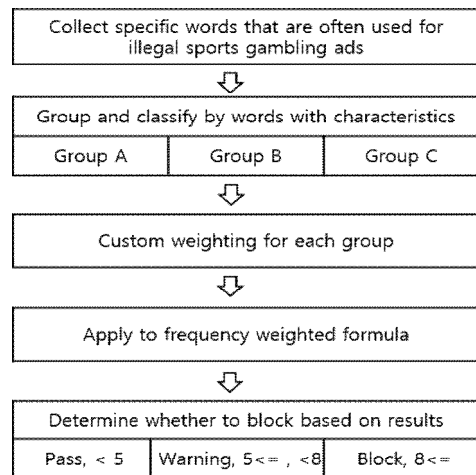 Collect specific words that are often used for
illegal sports gambling ads
Group and classify by words with characteristics
Group A Group B Group C
Custom weighting for each group
Apply to frequency weighted formula
Determine whether to block based on results
Pass, < 5 Warning, 5<= , <8 Block, 8<=